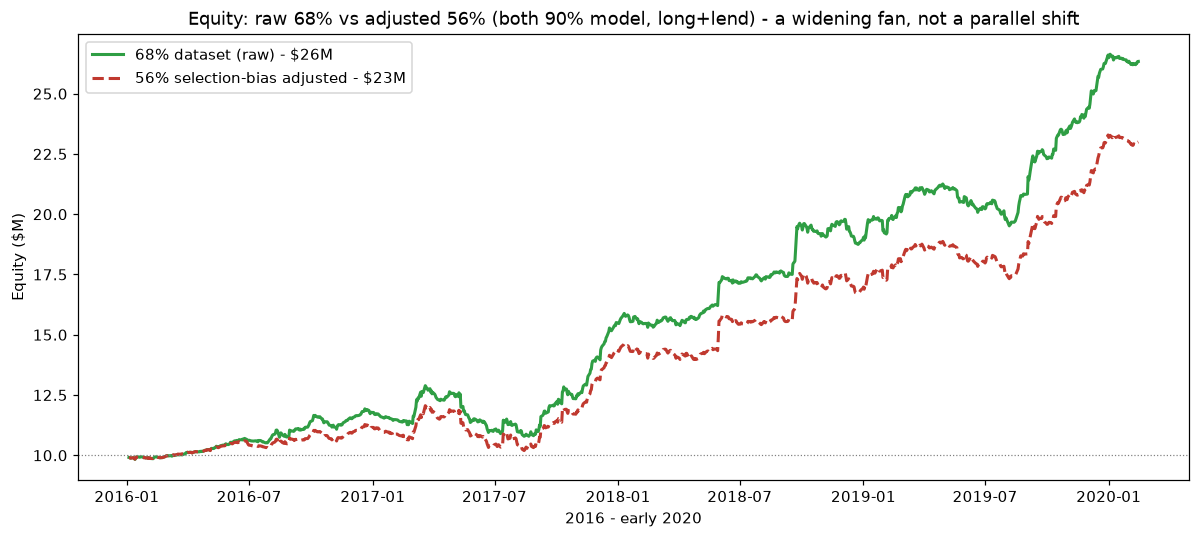 Equity: raw 68% vs adjusted 56% (both 90% model, long+lend) - a widening fan, not a parallel shift
68% dataset (raw) - $26M
56% selection-bias adjusted - $23M
Equity ($M)
25.0
22.5
20.0
17.5
15.0
12.5
10.0
2016-01 2016-07 2017-01 2017-07 2018-01 2018-07 2019-01 2019-07 2020-01
2016 - early 2020